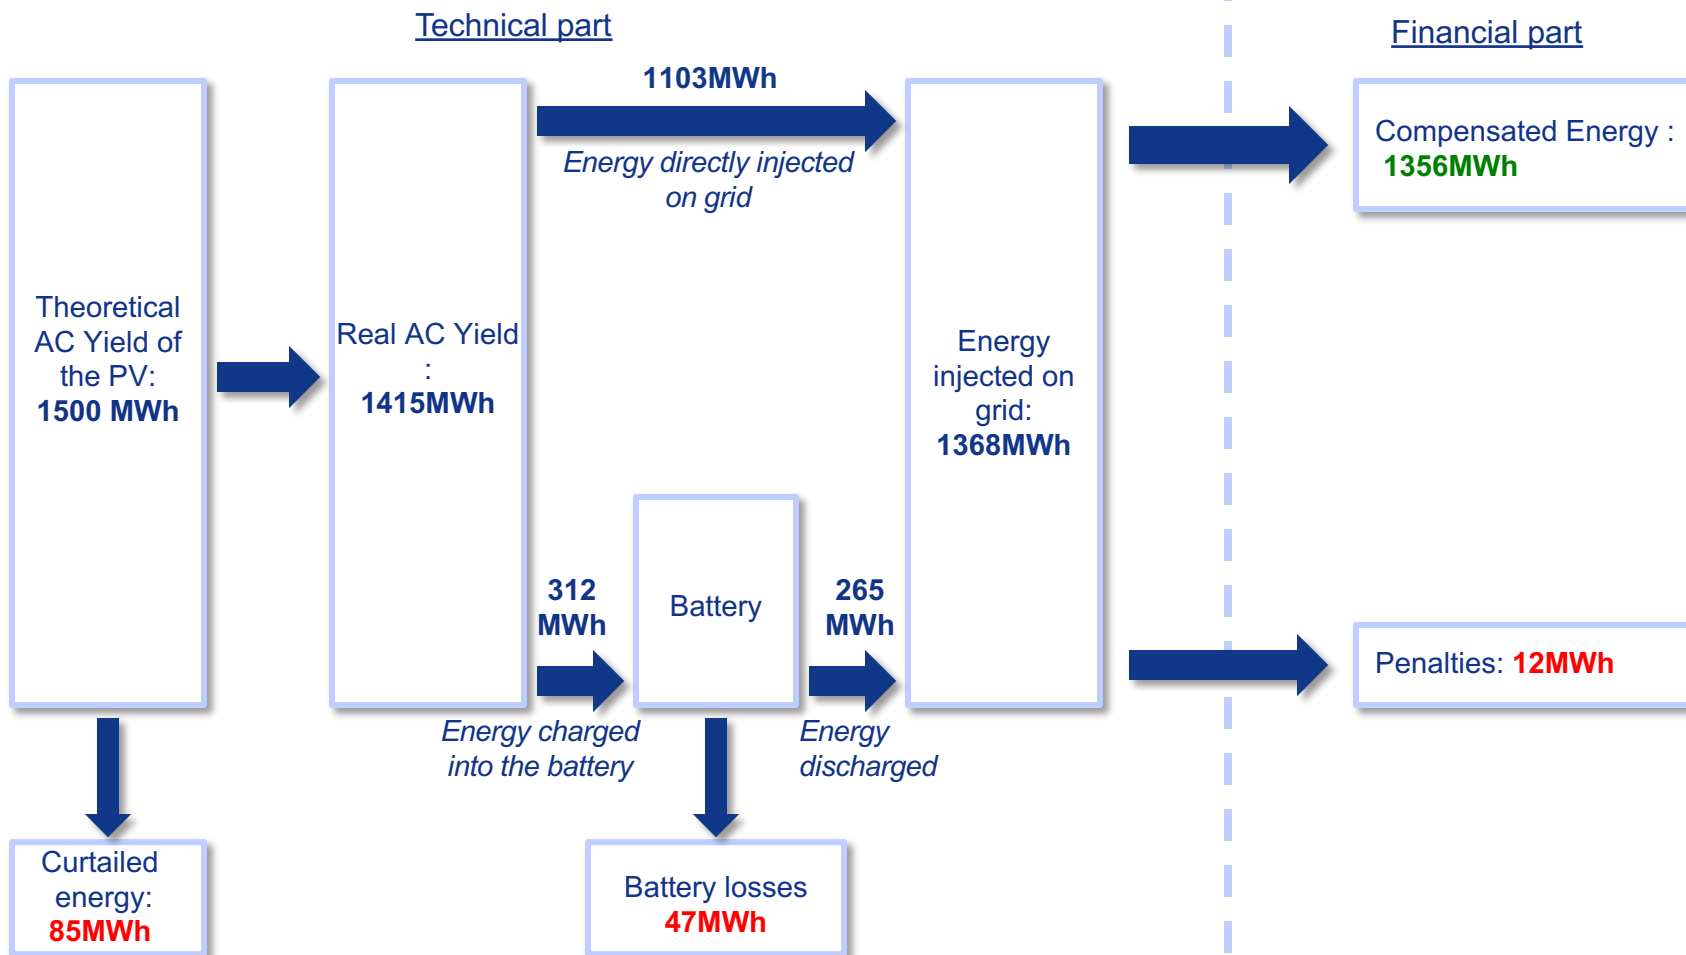 Technical part
Financial part
1103MWh
Energy directly injected
on grid
Compensated Energy :
1356MWh
Theoretical
AC Yield of
the PV:
1500 MWh
Real AC Yield
:
1415MWh
Energy
injected on
grid:
1368MWh
312
MWh
Battery
265
MWh
Penalties: 12MWh
Energy charged
into the battery
Energy
discharged
Curtailed
energy:
85MWh
Battery losses
47MWh